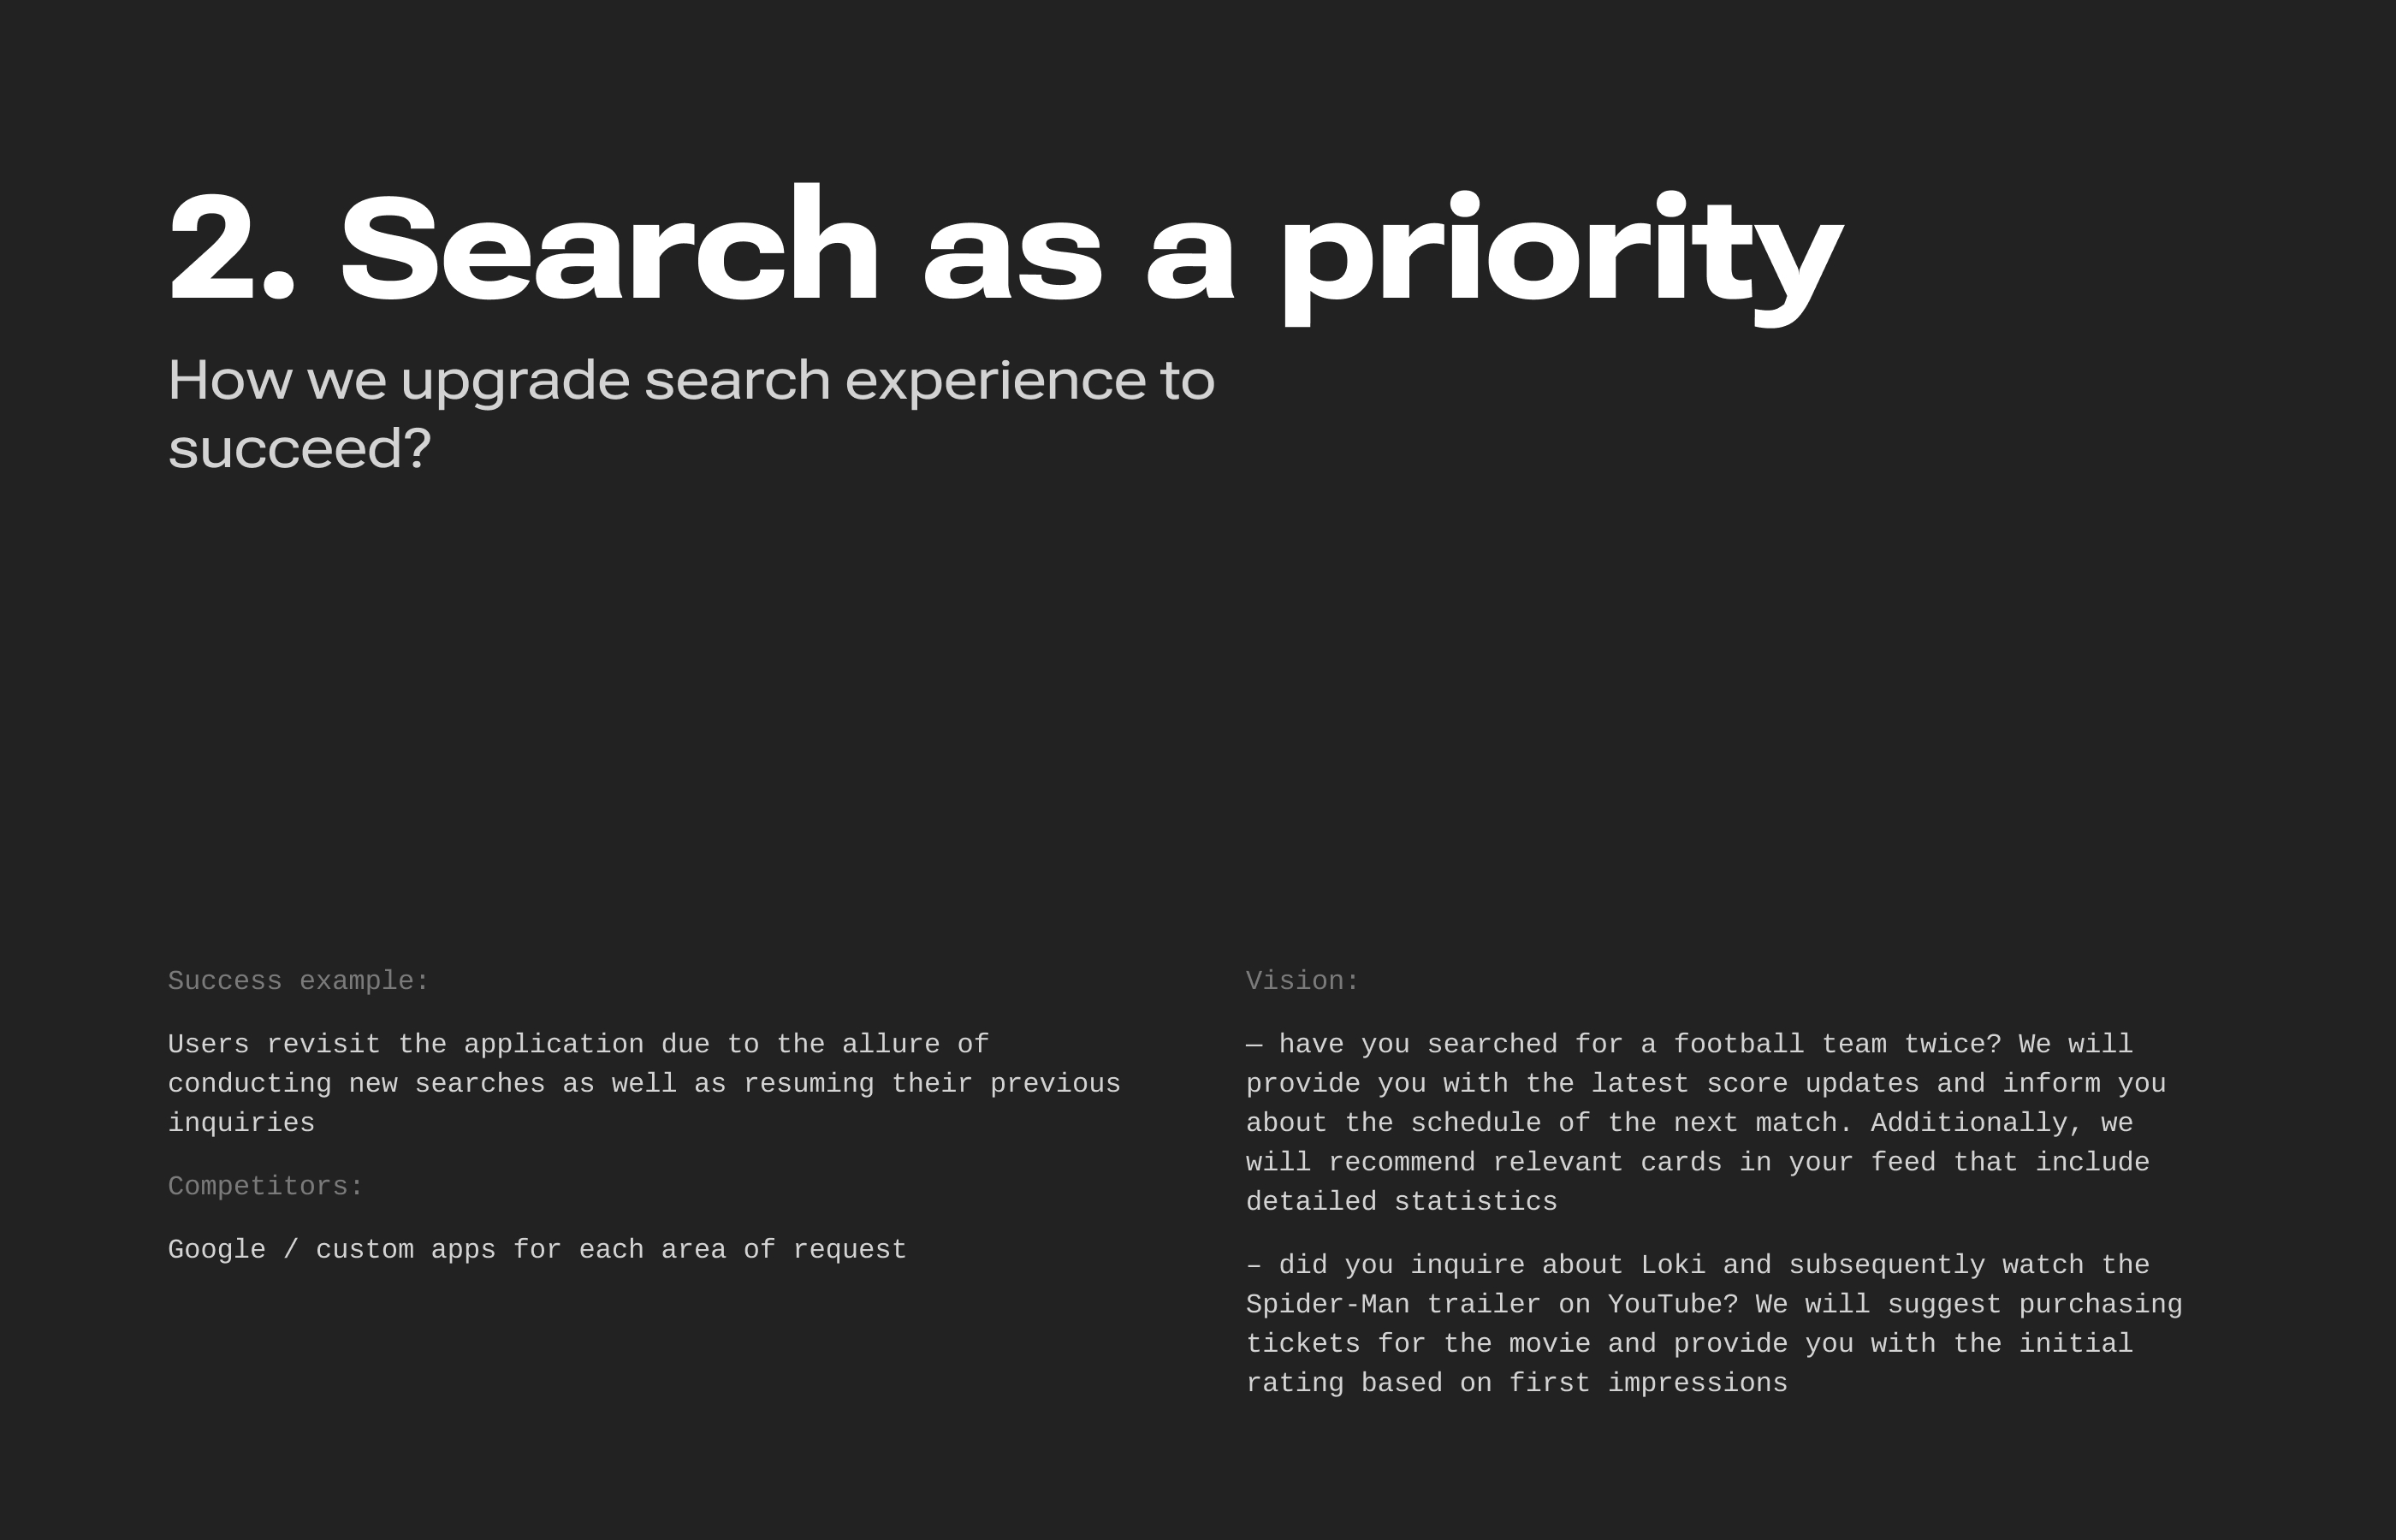 2. Search as a priority
How we upgrade search experience to
succeed?
Success example:
Users revisit the application due to the allure of
conducting new searches as well as resuming their previous
inquiries
Competitors:
Google / custom apps for each area of request
Vision:
— have you searched for a football team twice? We will
provide you with the latest score updates and inform you
about the schedule of the next match. Additionally, we
will recommend relevant cards in your feed that include
detailed statistics
– did you inquire about Loki and subsequently watch the
Spider-Man trailer on YouTube? We will suggest purchasing
tickets for the movie and provide you with the initial
rating based on first impressions